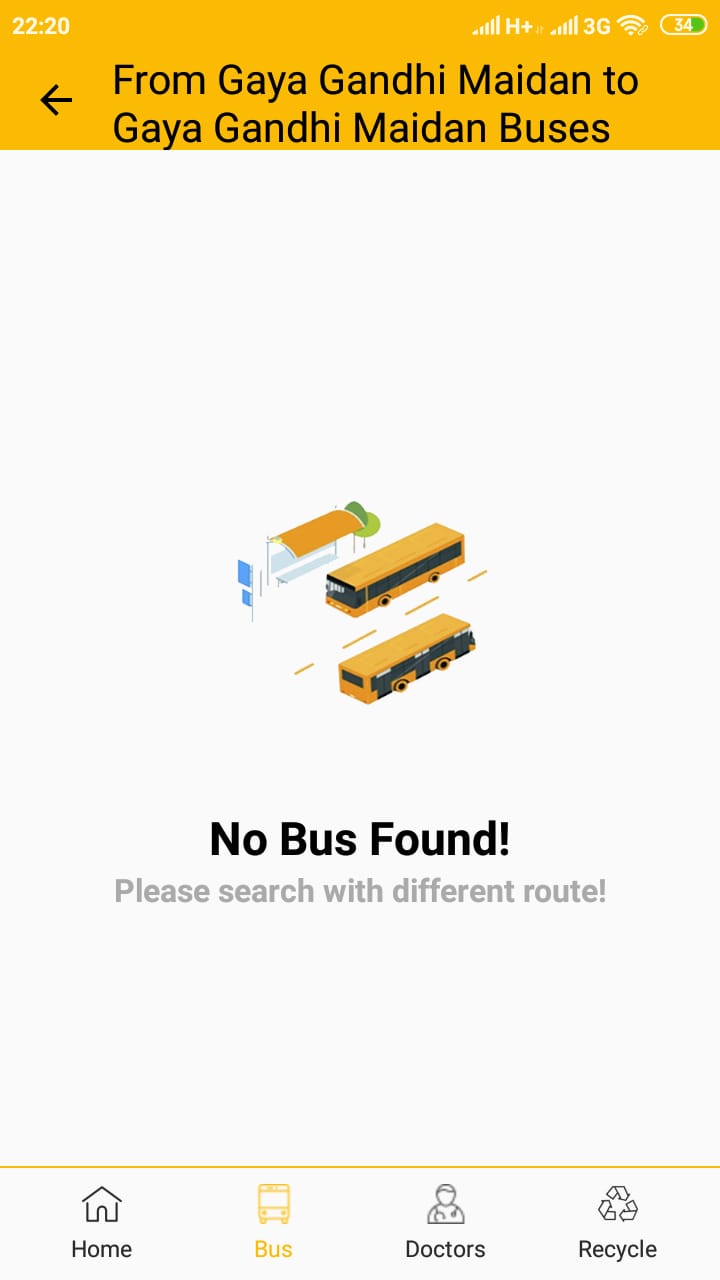 22:20 H+ 3G 34
From Gaya Gandhi Maidan to
Gaya Gandhi Maidan Buses
No Bus Found!
Please search with different route!
Home Bus Doctors Recycle